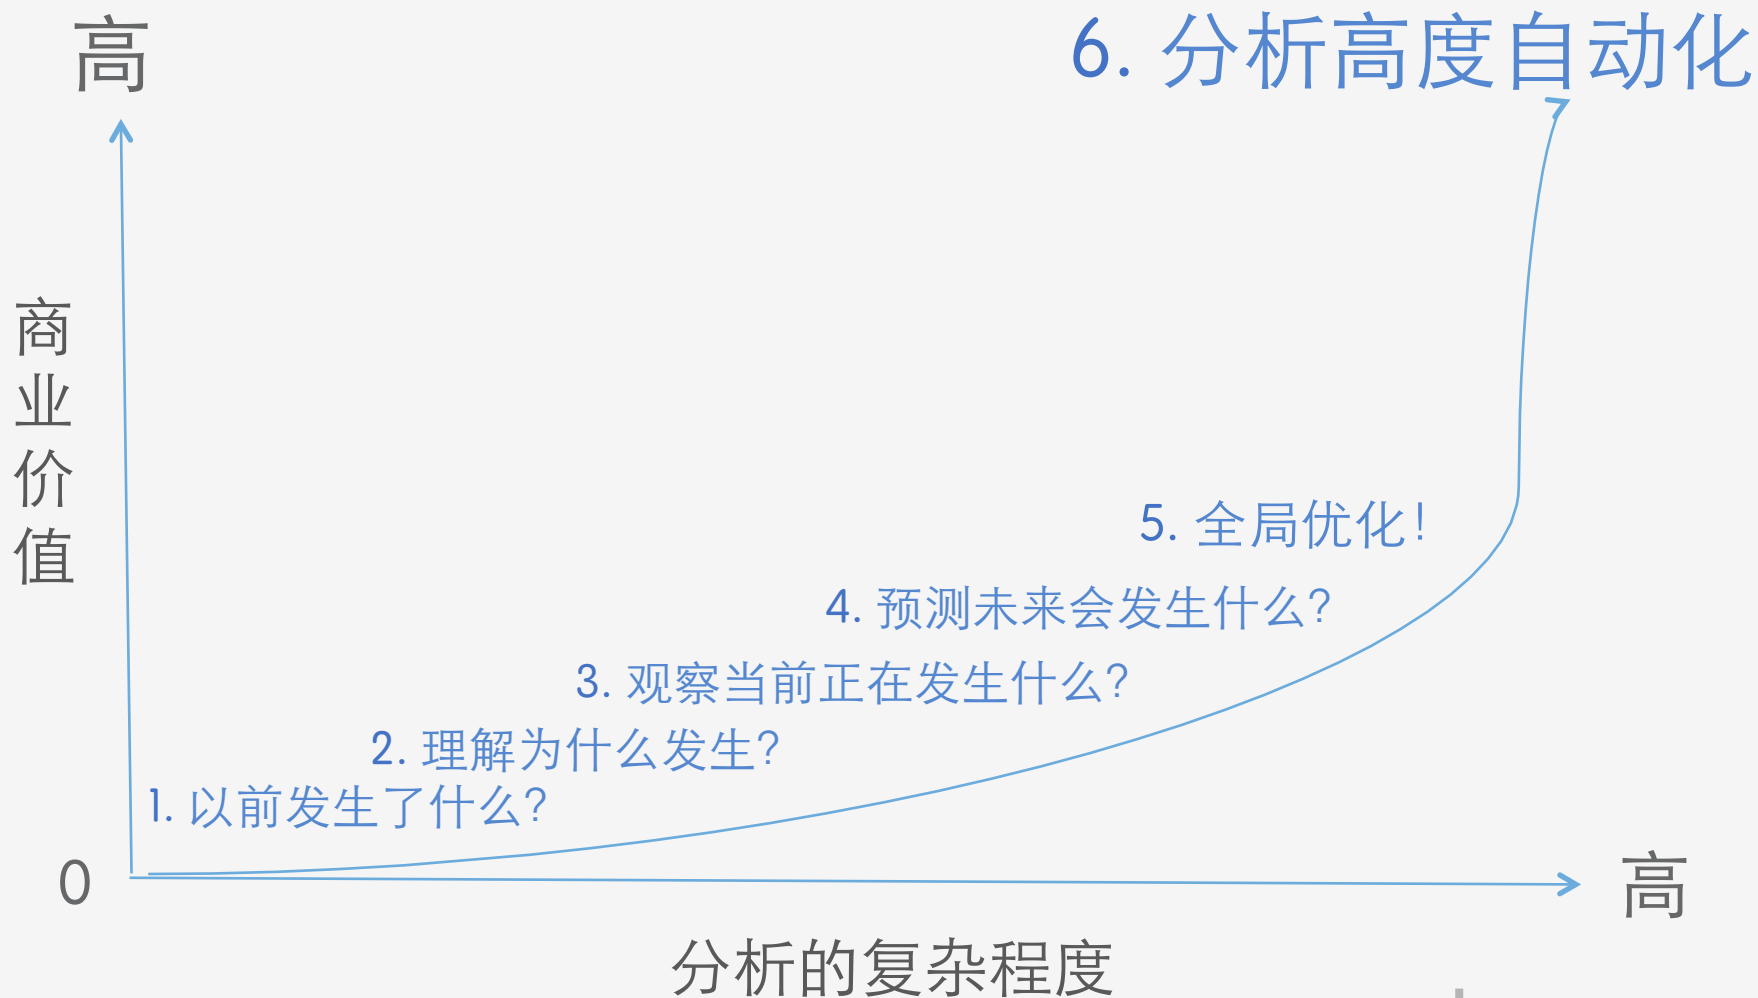 高
6. 分析高度自动化
商业价值
5. 全局优化!
4. 预测未来会发生什么?
3. 观察当前正在发生什么?
2. 理解为什么发生?
1. 以前发生了什么?
0
高
分析的复杂程度